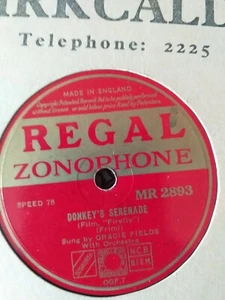 IRKCALD
Telephone: 2225
MADE IN ENGLAND
REGAL
ZONOPHONE
SPEED 78
MR 2893
DONKEY'S SERENADE
(Film, "Firefly")
(Friml)
Sung by GRACIE FIELDS
With Orchestra
N.C.B.
BIEM.